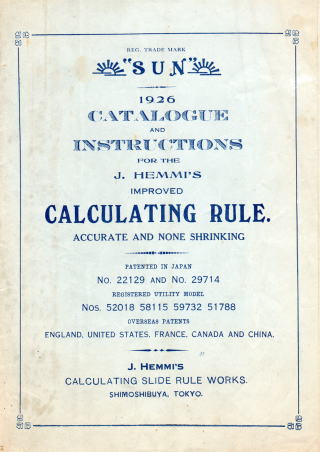 REG. TRADE MARK
"SUN"
1926
CATALOGUE
AND
INSTRUCTIONS
FOR THE
J. HEMMI'S
IMPROVED
CALCULATING RULE.
ACCURATE AND NONE SHRINKING
PATENTED IN JAPAN
No. 22129 AND No. 29714
REGISTERED UTILITY MODEL
Nos. 52018 58115 59732 51788
OVERSEAS PATENTS
ENGLAND, UNITED STATES, FRANCE, CANADA AND CHINA.
J. HEMMI'S
CALCULATING SLIDE RULE WORKS.
SHIMOSHIBUYA, TOKYO.